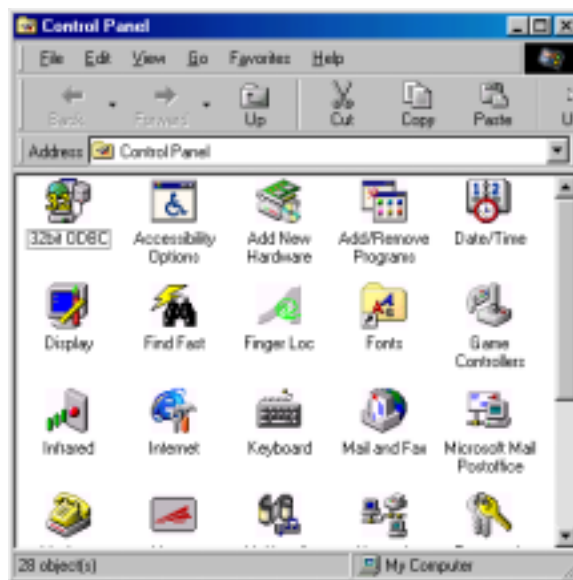 Control Panel
File Edit View Go Favorites Help
Back Forward Up Cut Copy Paste
Address Control Panel
32bit ODBC
Accessibility Options
Add New Hardware
Add/Remove Programs
Date/Time
Display
Find Fast
Finger Loc
Fonts
Game Controllers
Infrared
Internet
Keyboard
Mail and Fax
Microsoft Mail Postoffice
28 object(s) My Computer